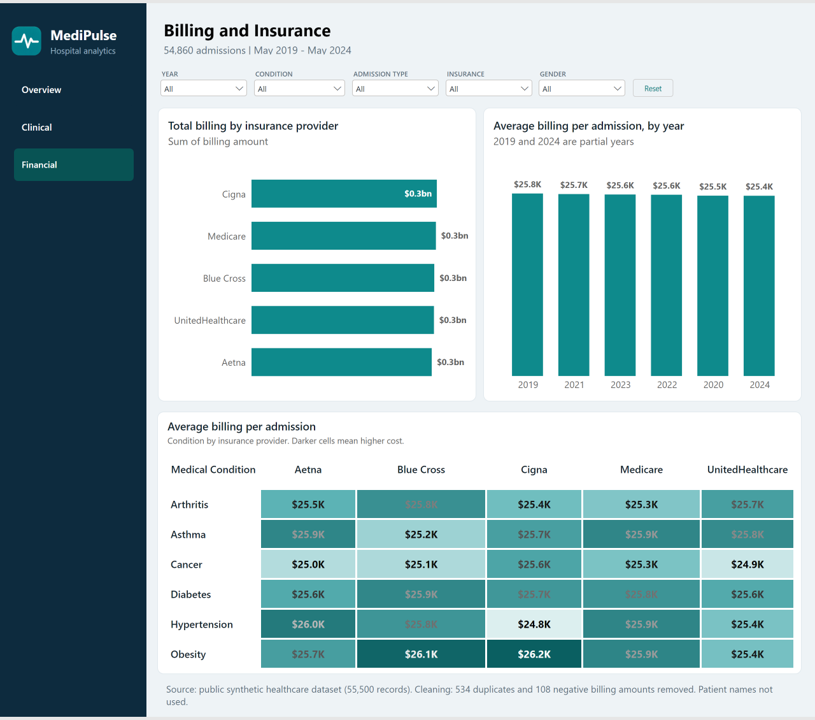 MediPulse
Hospital analytics
Overview
Clinical
Financial
Billing and Insurance
54,860 admissions | May 2019 - May 2024
YEAR CONDITION ADMISSION TYPE INSURANCE GENDER
All All All All All Reset
Total billing by insurance provider
Sum of billing amount
Cigna $0.3bn
Medicare $0.3bn
Blue Cross $0.3bn
UnitedHealthcare $0.3bn
Aetna $0.3bn
Average billing per admission, by year
2019 and 2024 are partial years
$25.8K $25.7K $25.6K $25.6K $25.5K $25.4K
2019 2021 2023 2022 2020 2024
Average billing per admission
Condition by insurance provider. Darker cells mean higher cost.
Medical Condition Aetna Blue Cross Cigna Medicare UnitedHealthcare
Arthritis $25.5K $25.4K $25.3K $25.7K
Asthma $25.9K $25.2K $25.7K $25.9K $25.8K
Cancer $25.0K $25.1K $25.6K $25.3K $24.9K
Diabetes $25.6K $25.9K $25.7K $25.6K
Hypertension $26.0K $24.8K $25.9K $25.4K
Obesity $25.7K $26.1K $26.2K $25.9K $25.4K
Source: public synthetic healthcare dataset (55,500 records). Cleaning: 534 duplicates and 108 negative billing amounts removed. Patient names not
used.